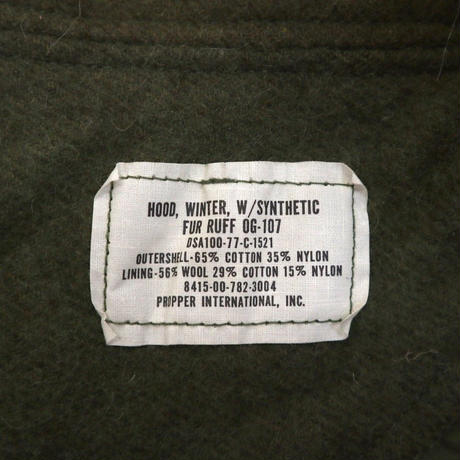 HOOD, WINTER, W/SYNTHETIC
FUR RUFF OG-107
DSA100-77-C-1521
OUTERSHELL-65% COTTON 35% NYLON
LINING-56% WOOL 29% COTTON 15% NYLON
8415-00-782-3004
PROPPER INTERNATIONAL, INC.